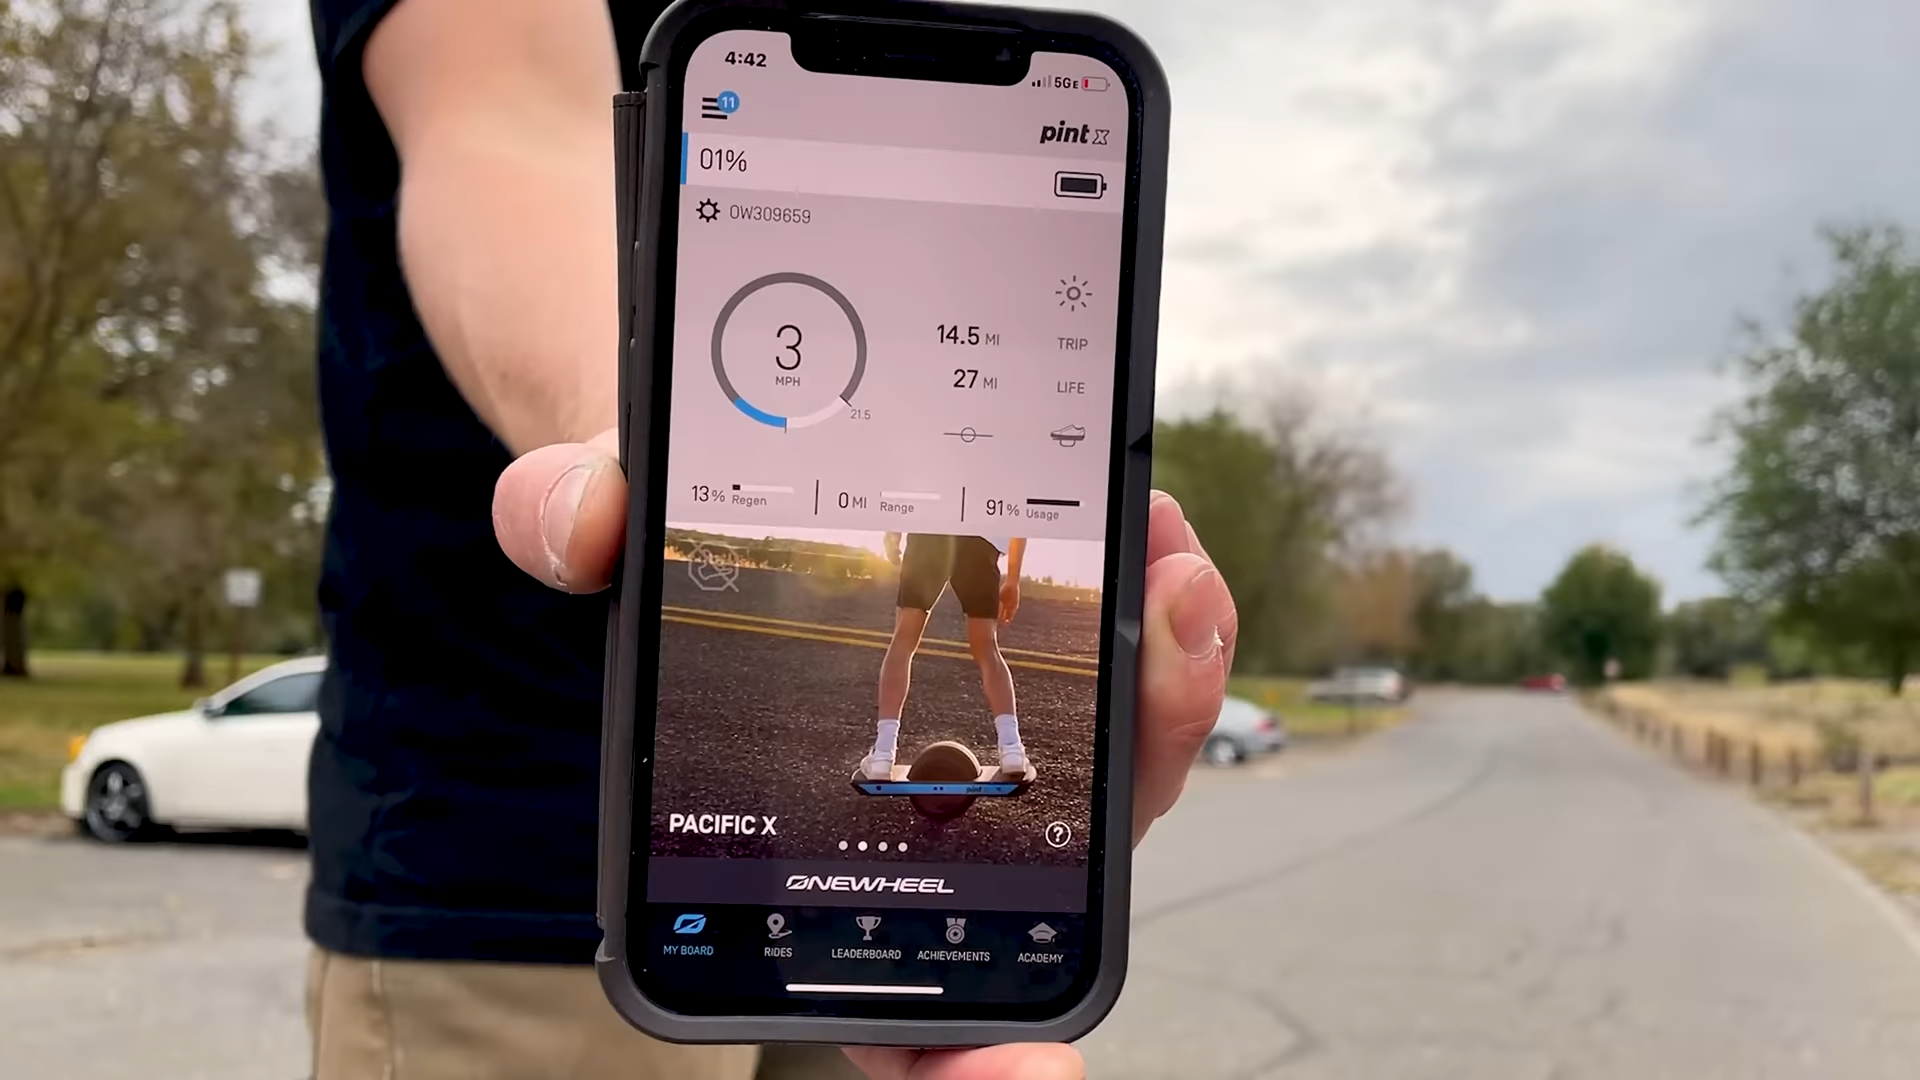 4:42
5GE
11
pint x
01%
OW309659
3
MPH
21.5
14.5 MI
TRIP
27 MI
LIFE
13% Regen
0 MI Range
91% Usage
pint
PACIFIC X
?
ONEWHEEL
MY BOARD
RIDES
LEADERBOARD
ACHIEVEMENTS
ACADEMY